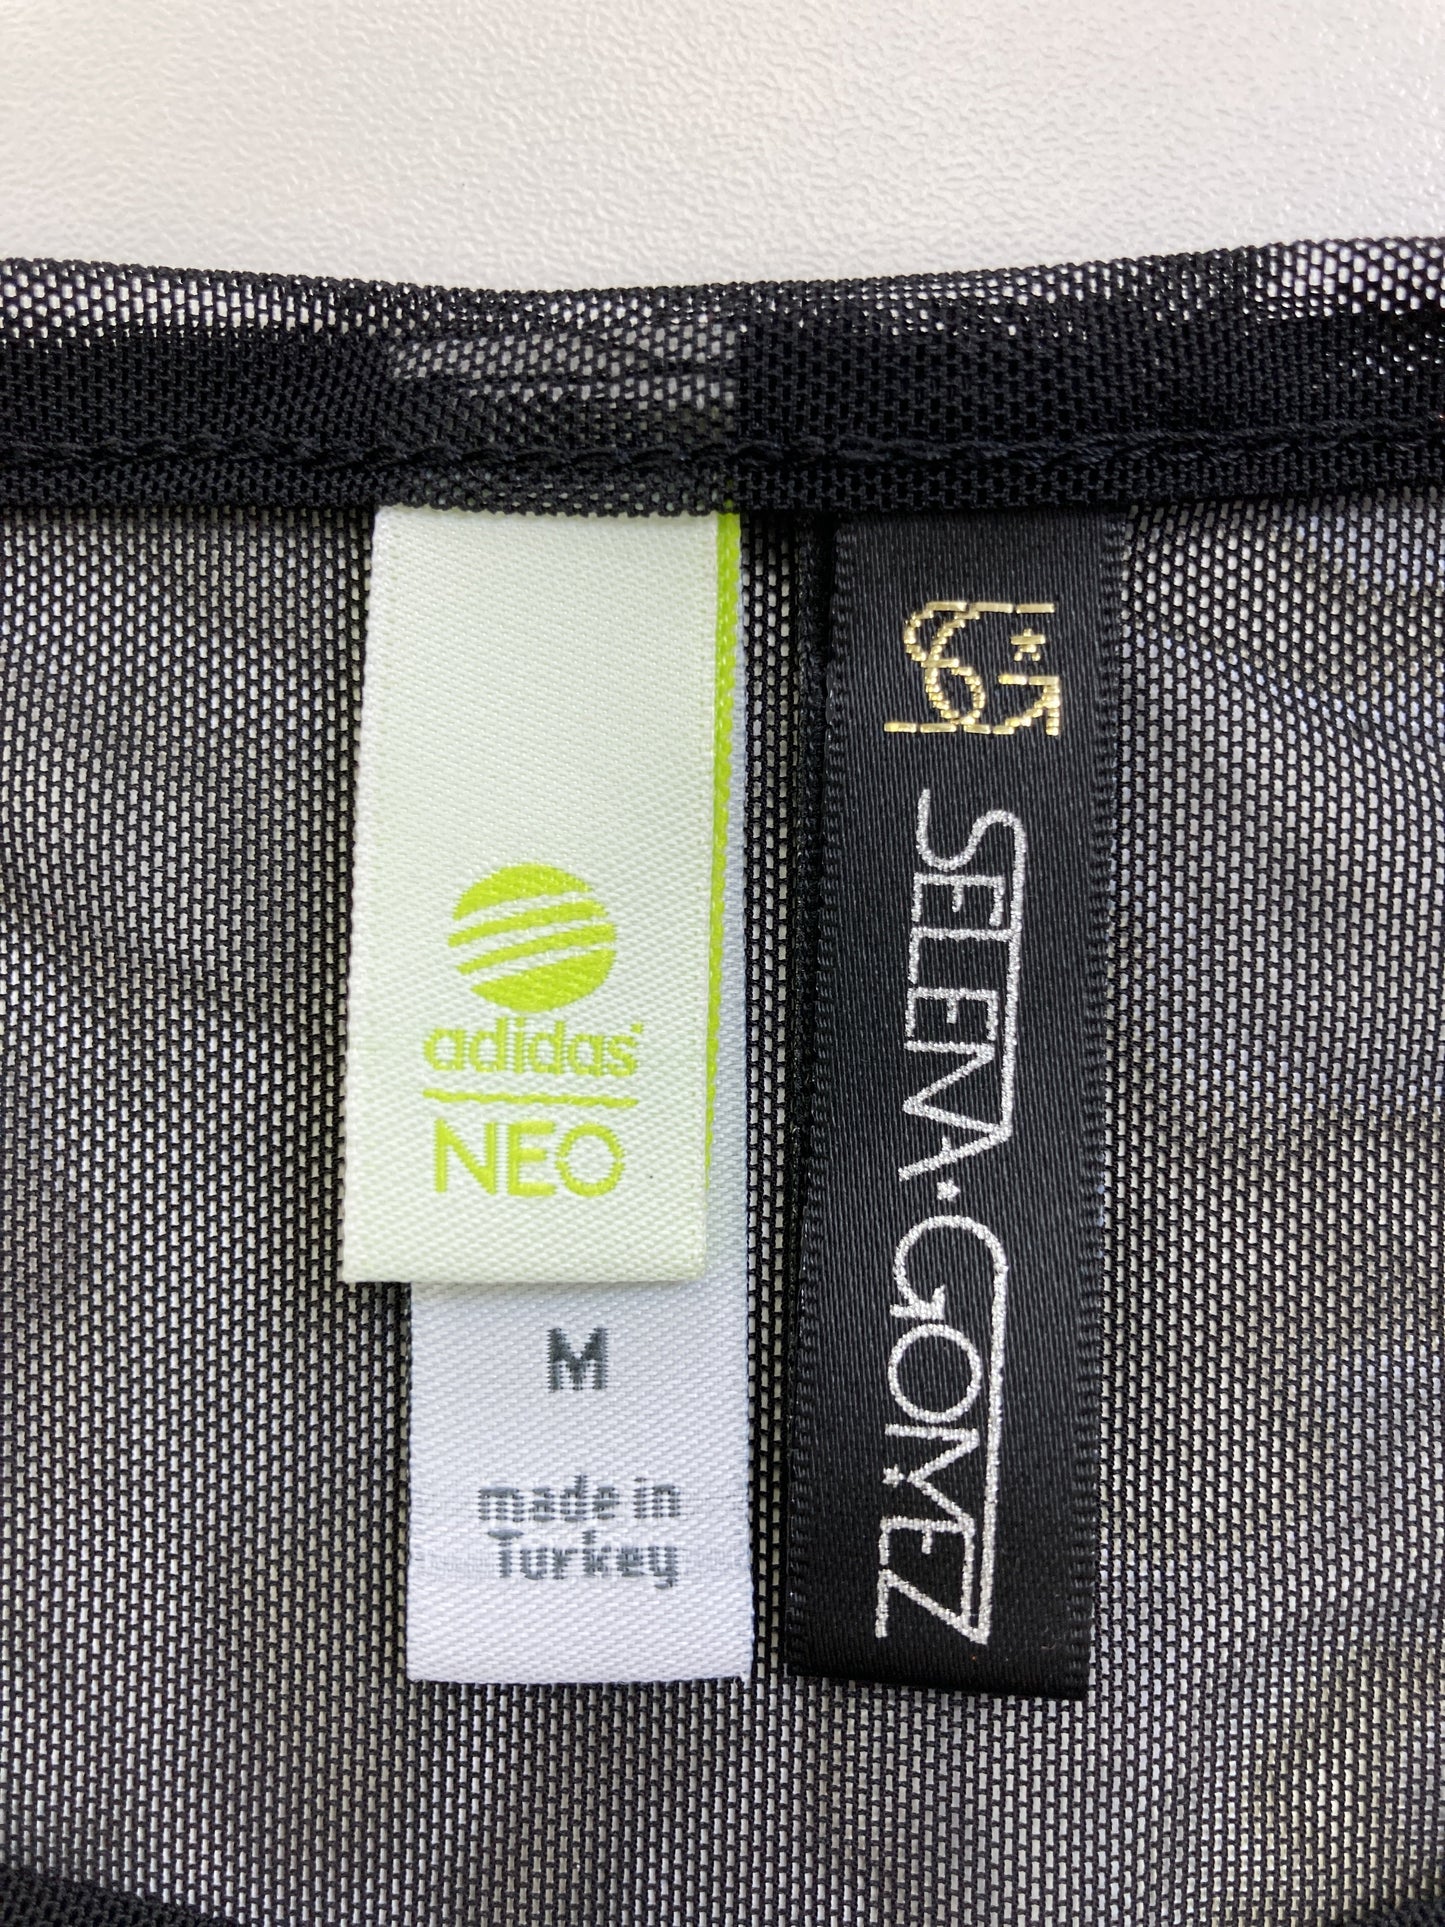 adidas
NEO
M
made in
Turkey
SG
SELENA·GOMEZ